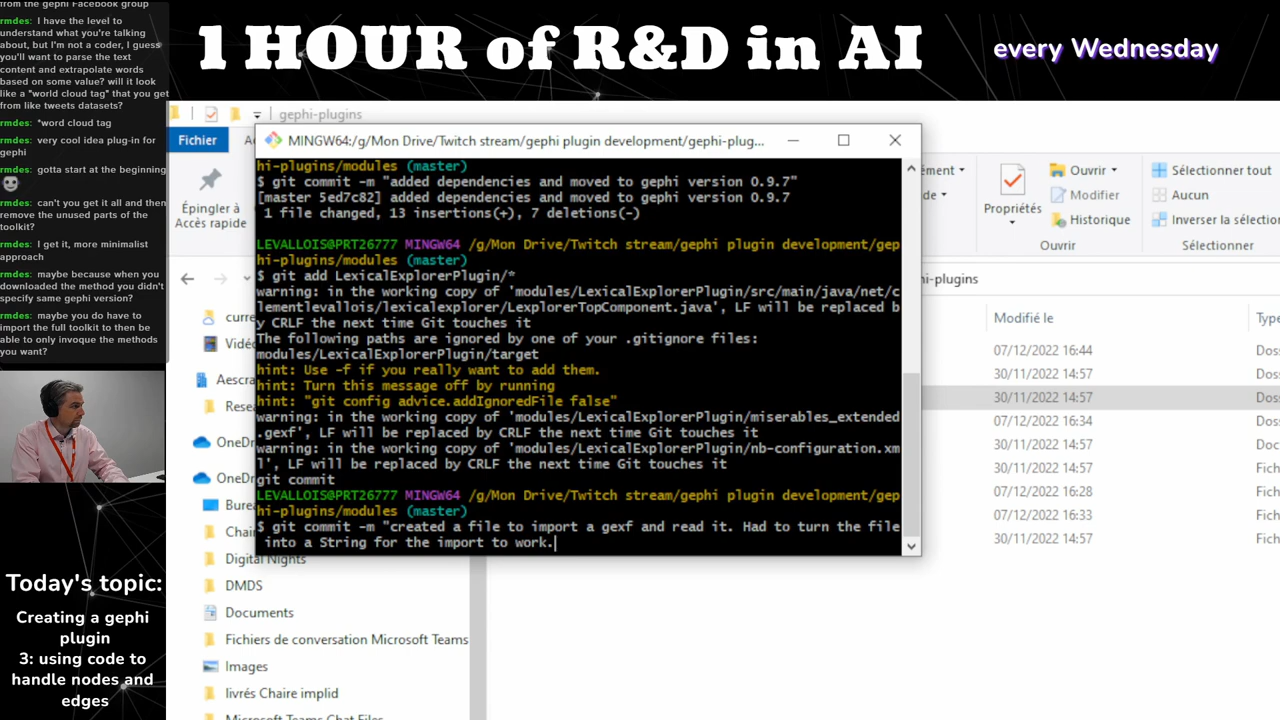 from the gephi Facebook group
rmdes: I have the level to
understand what you're talking
about, but I'm not a coder, I guess
you'll want to parse the text
content and extrapolate words
based on some value? will it look
like a "world cloud tag" that you get
from like tweets datasets?
rmdes: *word cloud tag
rmdes: very cool idea plug-in for
gephi
rmdes: gotta start at the beginning
rmdes: can't you get it all and then
remove the unused parts of the
toolkit?
rmdes: I get it, more minimalist
approach
rmdes: maybe because when you
downloaded the method you didn't
specify same gephi version?
rmdes: maybe you do have to
import the full toolkit to then be
able to only invoque the methods
you want?
1 HOUR of R&D in AI
every Wednesday
gephi-plugins
Fichier
Épingler à
Accès rapide
MINGW64:/g/Mon Drive/Twitch stream/gephi plugin development/gephi-plug...
hi-plugins/modules (master)
$ git commit -m "added dependencies and moved to gephi version 0.9.7"
[master 5ed7c82] added dependencies and moved to gephi version 0.9.7
1 file changed, 13 insertions(+), 7 deletions(-)
LEVALLOIS@PRT26777 MINGW64 /g/Mon Drive/Twitch stream/gephi plugin development/gep
hi-plugins/modules (master)
$ git add LexicalExplorerPlugin/*
warning: in the working copy of 'modules/LexicalExplorerPlugin/src/main/java/net/c
lementlevallois/lexicalexplorer/LexplorerTopComponent.java', LF will be replaced b
y CRLF the next time Git touches it
The following paths are ignored by one of your .gitignore files:
modules/LexicalExplorerPlugin/target
hint: Use -f if you really want to add them.
hint: Turn this message off by running
hint: "git config advice.addIgnoredFile false"
warning: in the working copy of 'modules/LexicalExplorerPlugin/miserables_extended
.gexf', LF will be replaced by CRLF the next time Git touches it
warning: in the working copy of 'modules/LexicalExplorerPlugin/nb-configuration.xm
l', LF will be replaced by CRLF the next time Git touches it
git commit
LEVALLOIS@PRT26777 MINGW64 /g/Mon Drive/Twitch stream/gephi plugin development/gep
hi-plugins/modules (master)
$ git commit -m "created a file to import a gexf and read it. Had to turn the file
into a String for the import to work.
Propriétés
Ouvrir
Modifier
Historique
Ouvrir
Sélectionner tout
Aucun
Inverser la sélectio
Sélectionner
hi-plugins
Modifié le
Type
07/12/2022 16:44
Dos
30/11/2022 14:57
Dos
30/11/2022 14:57
Dos
07/12/2022 16:34
Dos
30/11/2022 14:57
Dos
30/11/2022 14:57
Fich
07/12/2022 16:28
Fich
07/12/2022 16:33
Fich
30/11/2022 14:57
Fich
curre
Vidé
Aescra
Resea
OneDr
OneDr
Burea
Chair
Digital Nights
DMDS
Documents
Fichiers de conversation Microsoft Teams
Images
livrés Chaire implid
Microsoft Teams Chat Files
Today's topic:
Creating a gephi
plugin
3: using code to
handle nodes and
edges